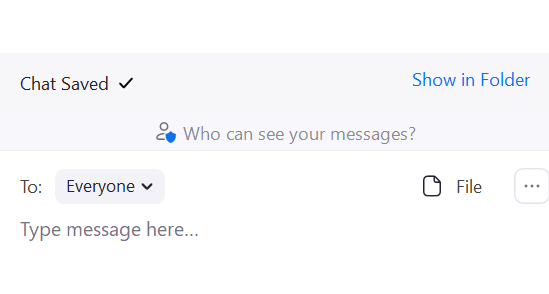 Chat Saved ✓ Show in Folder
Who can see your messages?
To: Everyone File ...
Type message here...